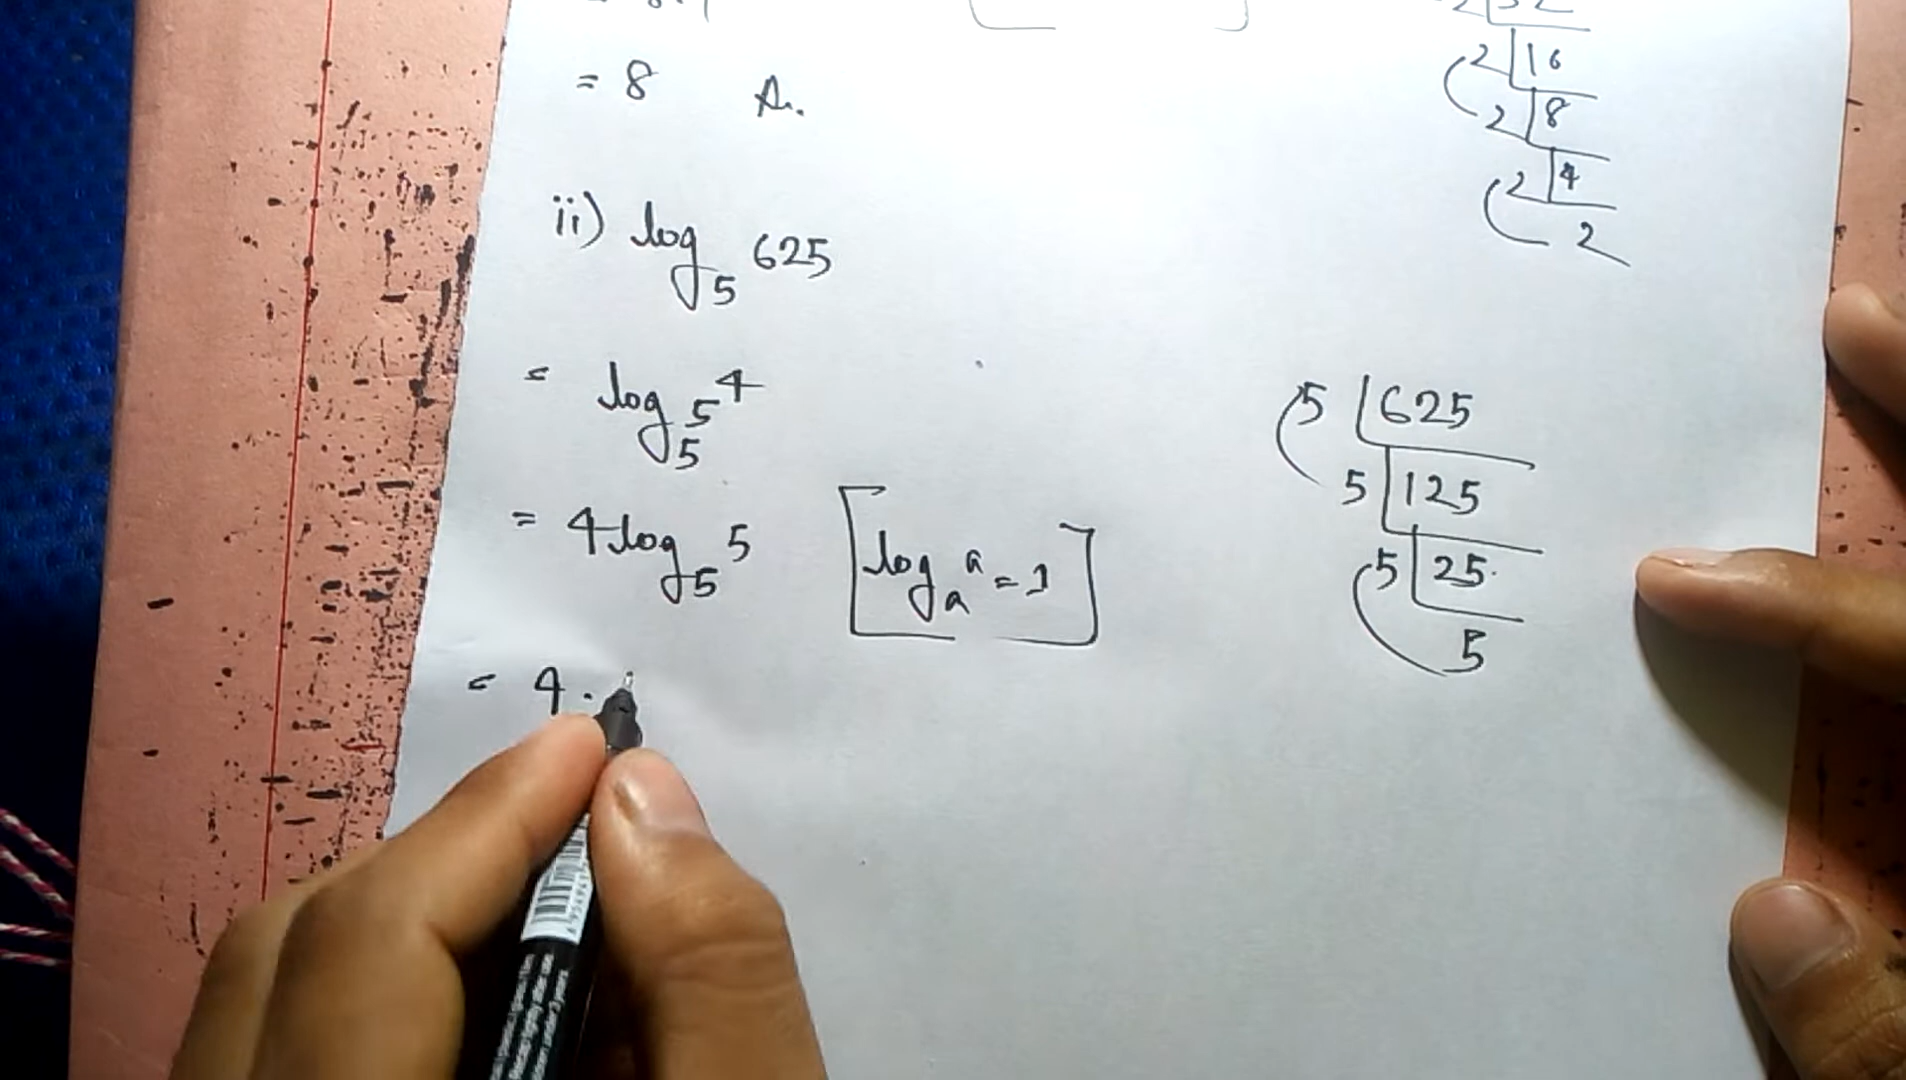 = 8 A.
ii) log₅ 625
= log₅ 5⁴
= 4 log₅ 5 [logₐ a = 1]
= 4 .
2 | 16
2 | 8
2 | 4
2
5 | 625
5 | 125
5 | 25
5